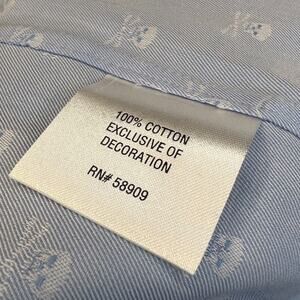 100% COTTON
EXCLUSIVE OF
DECORATION
RN# 58909